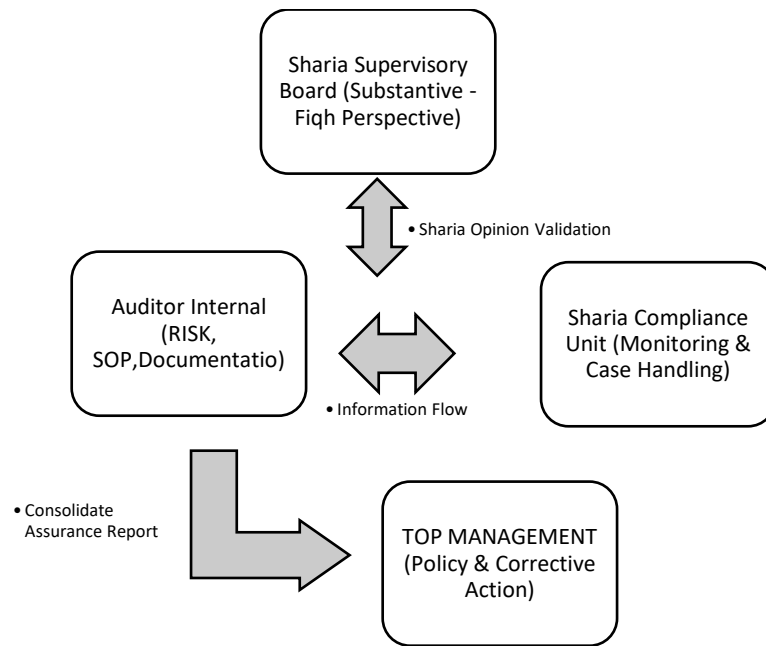 Sharia Supervisory
Board (Substantive -
Fiqh Perspective)
• Sharia Opinion Validation
Auditor Internal
(RISK,
SOP,Documentatio)
Sharia Compliance
Unit (Monitoring &
Case Handling)
• Information Flow
• Consolidate
Assurance Report
TOP MANAGEMENT
(Policy & Corrective
Action)